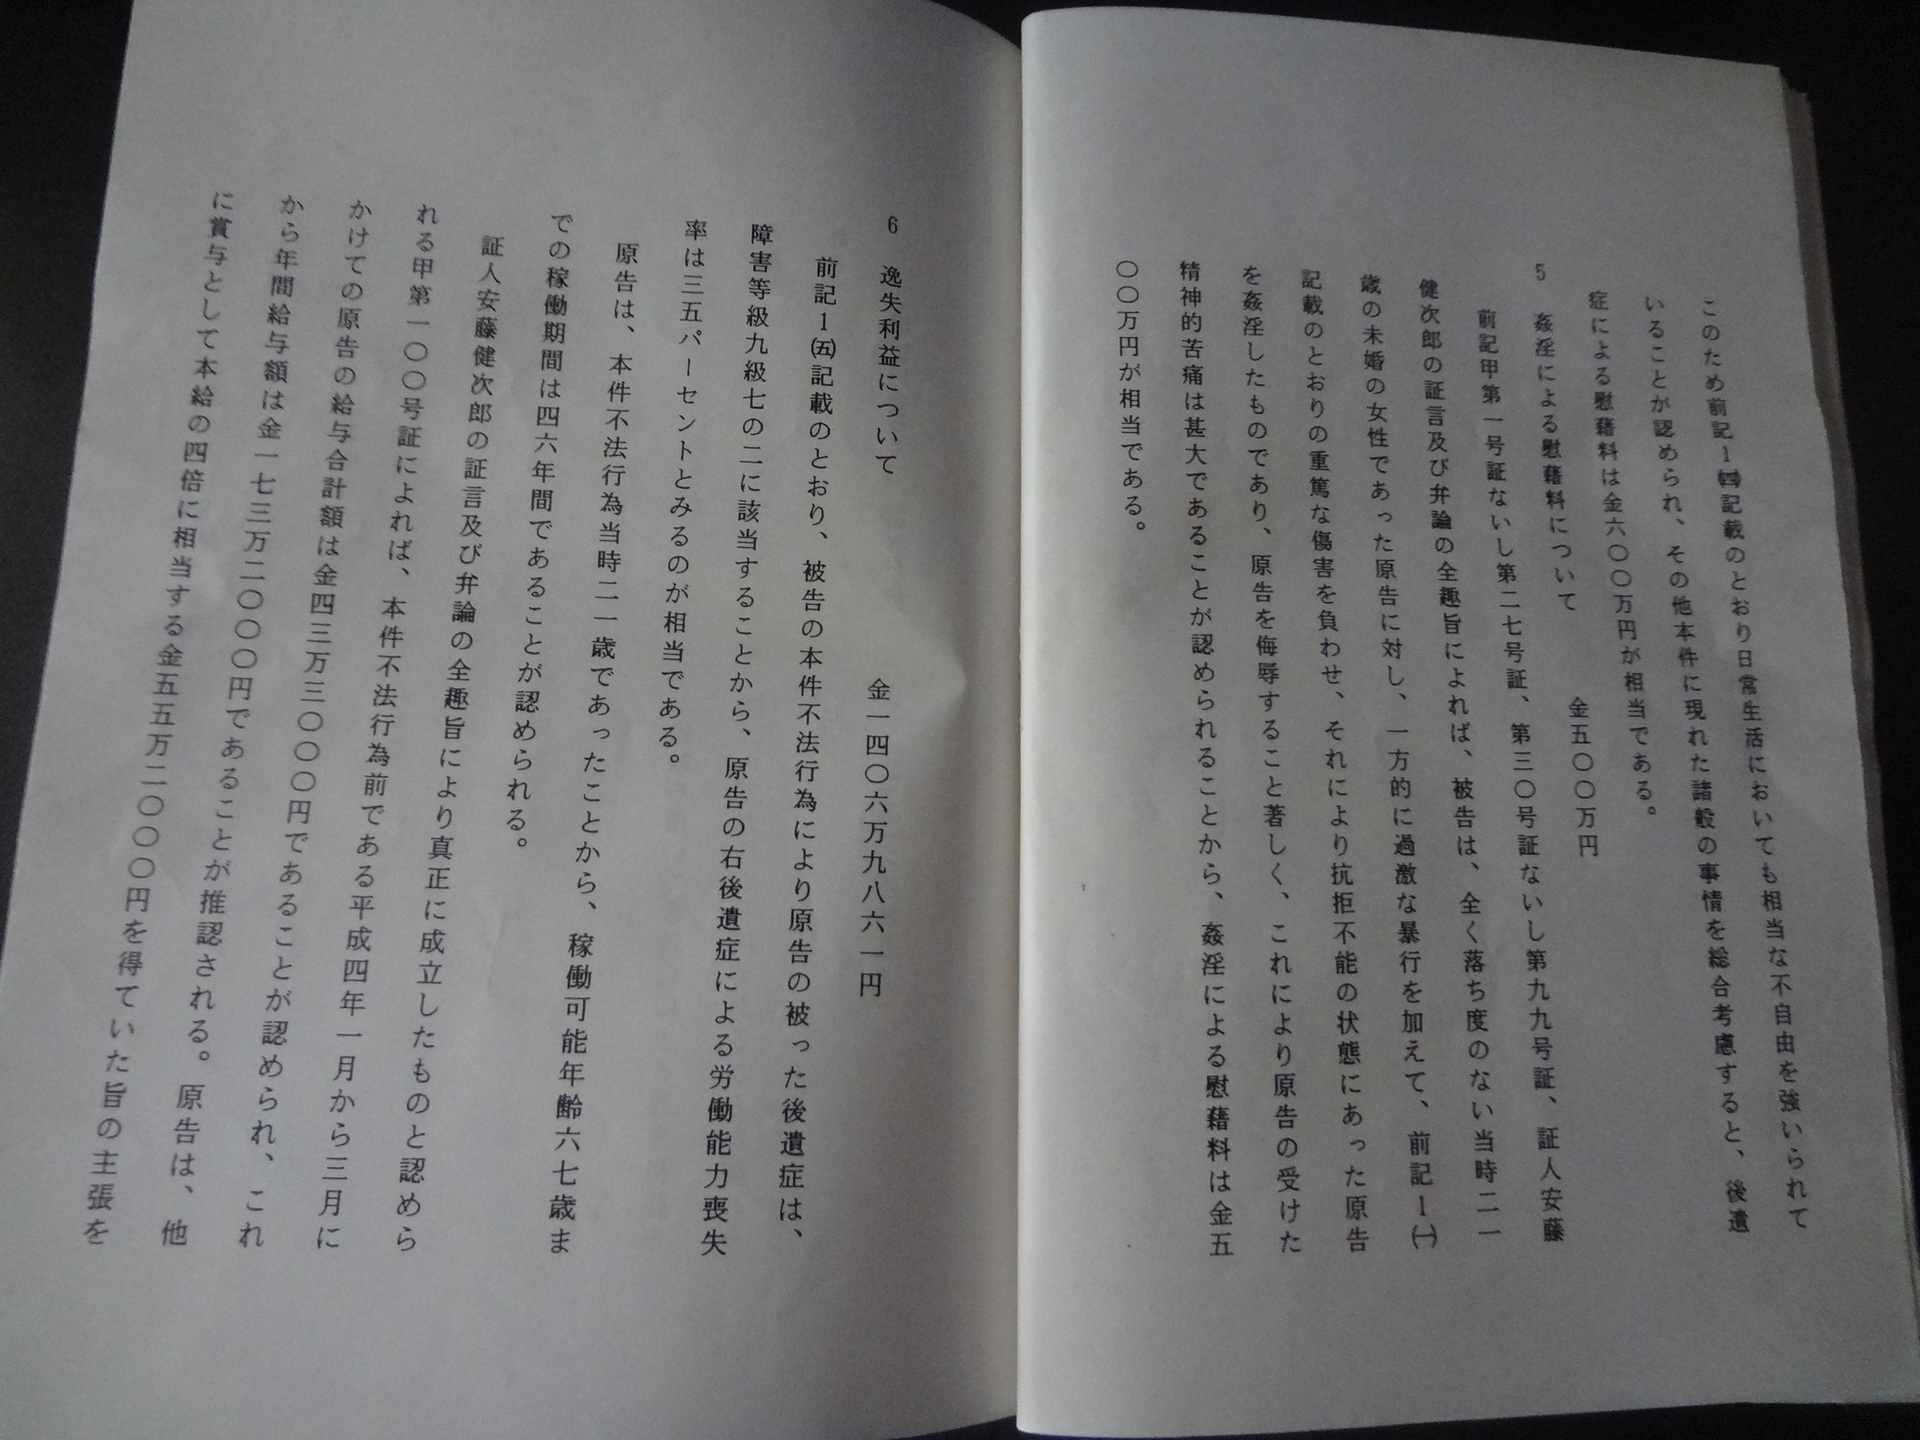 このため前記1㈣記載のとおり日常生活においても相当な不自由を強いられて
いることが認められ、その他本件に現れた諸般の事情を総合考慮すると、後遺
症による慰藉料は金六〇〇万円が相当である。
5 姦淫による慰藉料について 金五〇〇万円
前記甲第一号証ないし第二七号証、第三〇号証ないし第九九号証、証人安藤
健次郎の証言及び弁論の全趣旨によれば、被告は、全く落ち度のない当時二一
歳の未婚の女性であった原告に対し、一方的に過激な暴行を加えて、前記1㈠
記載のとおりの重篤な傷害を負わせ、それにより抗拒不能の状態にあった原告
を姦淫したものであり、原告を侮辱すること著しく、これにより原告の受けた
精神的苦痛は甚大であることが認められることから、姦淫による慰藉料は金五
〇〇万円が相当である。
6 逸失利益について 金一四〇六万九八六一円
前記1㈤記載のとおり、被告の本件不法行為により原告の被った後遺症は、
障害等級九級七の二に該当することから、原告の右後遺症による労働能力喪失
率は三五パーセントとみるのが相当である。
原告は、本件不法行為当時二一歳であったことから、稼働可能年齢六七歳ま
での稼働期間は四六年間であることが認められる。
証人安藤健次郎の証言及び弁論の全趣旨により真正に成立したものと認めら
れる甲第一〇〇号証によれば、本件不法行為前である平成四年一月から三月に
かけての原告の給与合計額は金四三万三〇〇〇円であることが認められ、これ
から年間給与額は金一七三万二〇〇〇円であることが推認される。原告は、他
に賞与として本給の四倍に相当する金五五万二〇〇〇円を得ていた旨の主張を